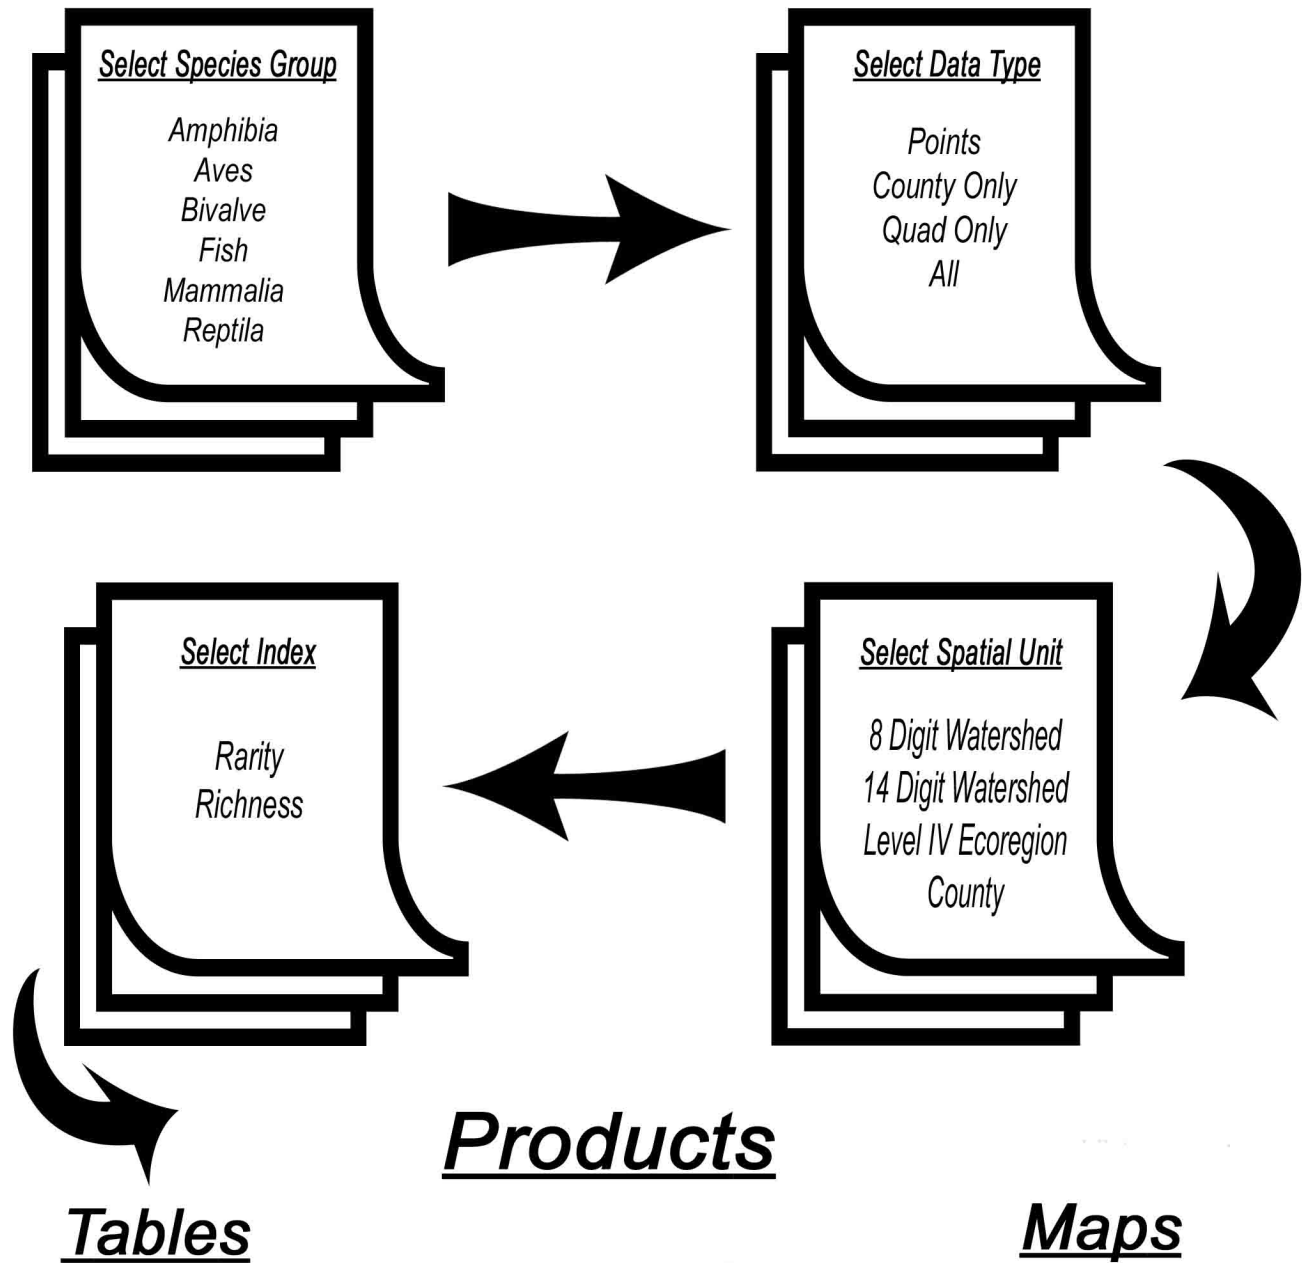 Select Species Group
Amphibia
Aves
Bivalve
Fish
Mammalia
Reptila
Select Data Type
Points
County Only
Quad Only
All
Select Spatial Unit
8 Digit Watershed
14 Digit Watershed
Level IV Ecoregion
County
Select Index
Rarity
Richness
Products
Tables
Maps